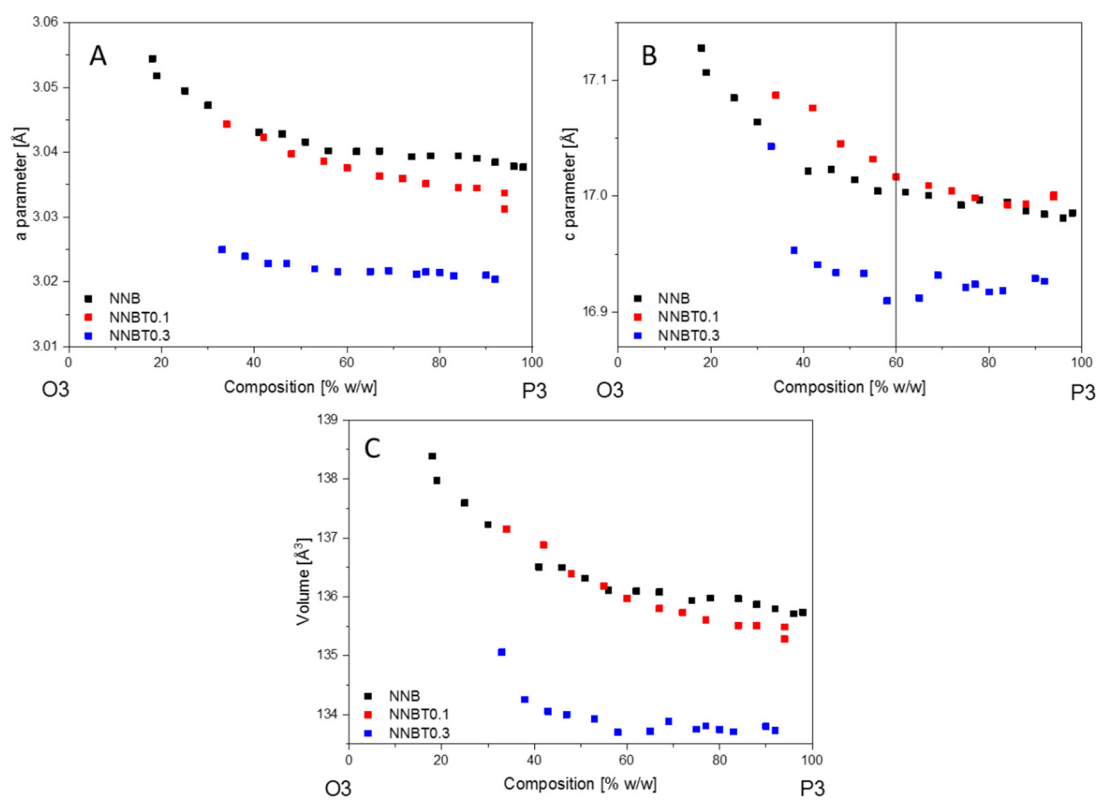 A
3.06
3.05
3.04
3.03
3.02
3.01
a parameter [Å]
NNB
NNBT0.1
NNBT0.3
0 20 40 60 80 100
O3 Composition [% w/w] P3
B
17.1
17.0
16.9
c parameter [Å]
NNB
NNBT0.1
NNBT0.3
0 20 40 60 80 100
O3 Composition [% w/w] P3
C
139
138
137
136
135
134
Volume [Å³]
NNB
NNBT0.1
NNBT0.3
0 20 40 60 80 100
O3 Composition [% w/w] P3